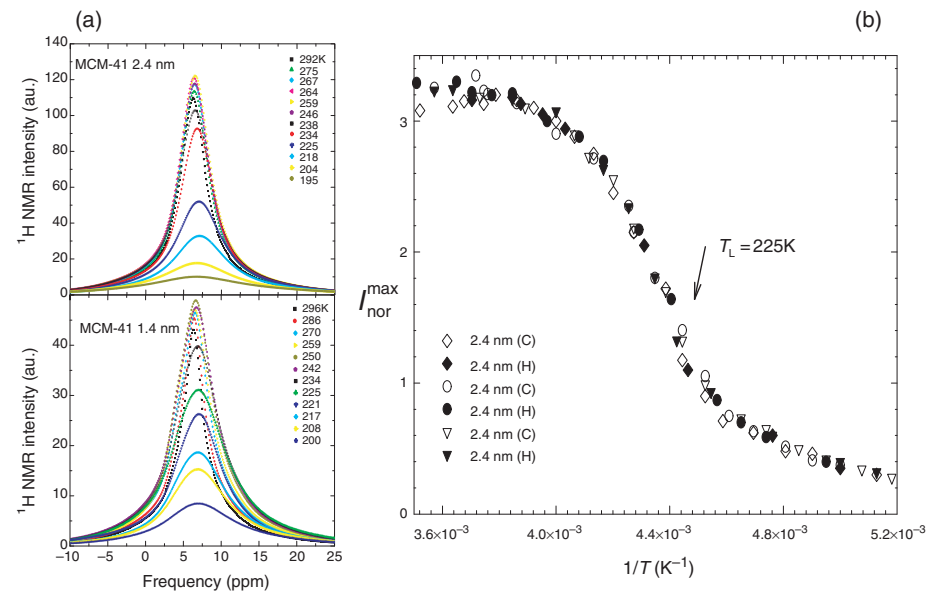 (a)
(b)
MCM-41 2.4 nm
292K
275
267
264
259
246
238
234
225
218
204
195
140
120
100
80
60
40
20
0
¹H NMR intensity (au.)
MCM-41 1.4 nm
296K
286
270
259
250
242
234
225
221
217
208
200
40
30
20
10
0
¹H NMR intensity (au.)
−10 −5 0 5 10 15 20 25
Frequency (ppm)
3
2
1
0
I_nor^max
T_L=225K
2.4 nm (C)
2.4 nm (H)
2.4 nm (C)
2.4 nm (H)
2.4 nm (C)
2.4 nm (H)
3.6×10⁻³ 4.0×10⁻³ 4.4×10⁻³ 4.8×10⁻³ 5.2×10⁻³
1/T (K⁻¹)